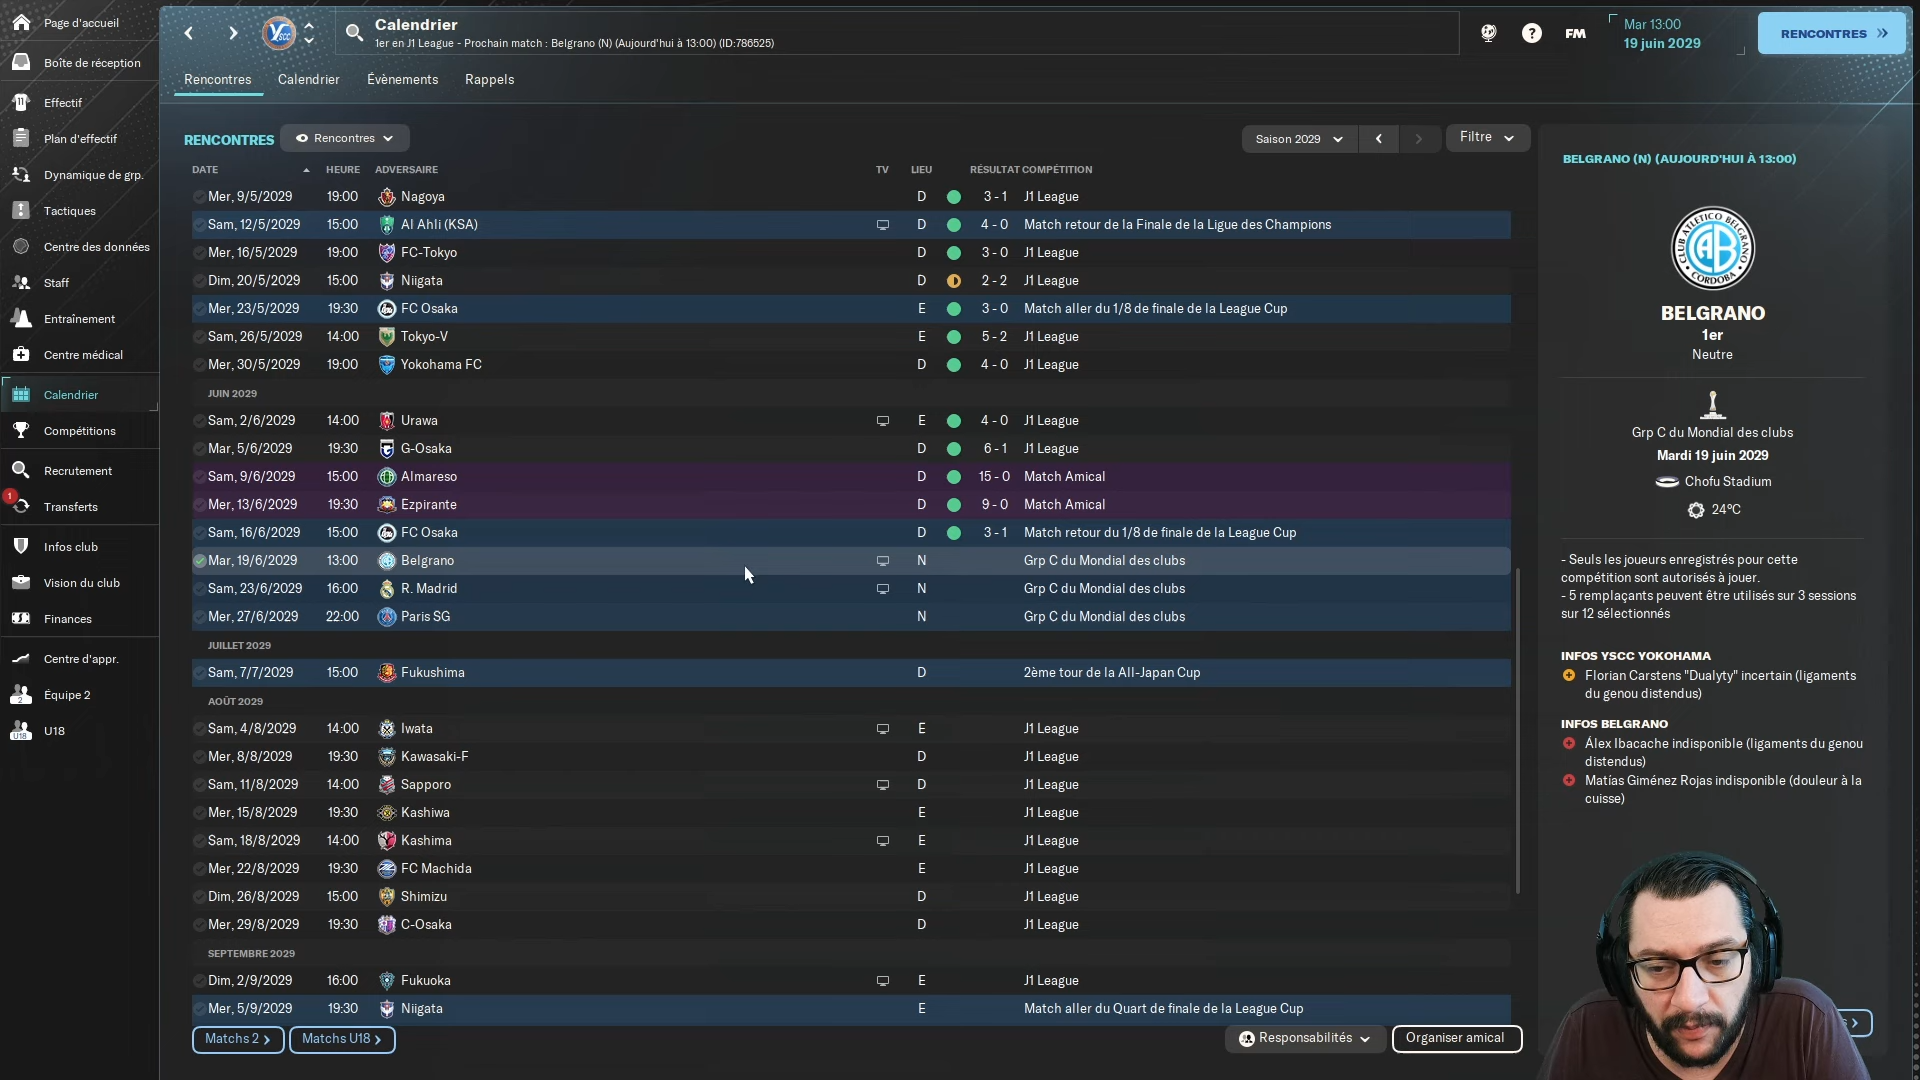 Page d'accueil
Boîte de réception
Effectif
Plan d'effectif
Dynamique de grp.
Tactiques
Centre des données
Staff
Entraînement
Centre médical
Calendrier
Compétitions
Recrutement
1
Transferts
Infos club
Vision du club
Finances
Centre d'appr.
Équipe 2
U18
Calendrier
1er en J1 League - Prochain match : Belgrano (N) (Aujourd'hui à 13:00) (ID:786525)
FM
Mar 13:00
19 juin 2029
RENCONTRES
Rencontres Calendrier Évènements Rappels
RENCONTRES Rencontres Saison 2029 Filtre
DATE HEURE ADVERSAIRE TV LIEU RÉSULTAT COMPÉTITION
Mer, 9/5/2029 19:00 Nagoya D 3 - 1 J1 League
Sam, 12/5/2029 15:00 Al Ahli (KSA) D 4 - 0 Match retour de la Finale de la Ligue des Champions
Mer, 16/5/2029 19:00 FC-Tokyo D 3 - 0 J1 League
Dim, 20/5/2029 15:00 Niigata D 2 - 2 J1 League
Mer, 23/5/2029 19:30 FC Osaka E 3 - 0 Match aller du 1/8 de finale de la League Cup
Sam, 26/5/2029 14:00 Tokyo-V E 5 - 2 J1 League
Mer, 30/5/2029 19:00 Yokohama FC D 4 - 0 J1 League
JUIN 2029
Sam, 2/6/2029 14:00 Urawa E 4 - 0 J1 League
Mar, 5/6/2029 19:30 G-Osaka D 6 - 1 J1 League
Sam, 9/6/2029 15:00 Almareso D 15 - 0 Match Amical
Mer, 13/6/2029 19:30 Ezpirante D 9 - 0 Match Amical
Sam, 16/6/2029 15:00 FC Osaka D 3 - 1 Match retour du 1/8 de finale de la League Cup
Mar, 19/6/2029 13:00 Belgrano N Grp C du Mondial des clubs
Sam, 23/6/2029 16:00 R. Madrid N Grp C du Mondial des clubs
Mer, 27/6/2029 22:00 Paris SG N Grp C du Mondial des clubs
JUILLET 2029
Sam, 7/7/2029 15:00 Fukushima D 2ème tour de la All-Japan Cup
AOÛT 2029
Sam, 4/8/2029 14:00 Iwata E J1 League
Mer, 8/8/2029 19:30 Kawasaki-F D J1 League
Sam, 11/8/2029 14:00 Sapporo D J1 League
Mer, 15/8/2029 19:30 Kashiwa E J1 League
Sam, 18/8/2029 14:00 Kashima E J1 League
Mer, 22/8/2029 19:30 FC Machida E J1 League
Dim, 26/8/2029 15:00 Shimizu D J1 League
Mer, 29/8/2029 19:30 C-Osaka D J1 League
SEPTEMBRE 2029
Dim, 2/9/2029 16:00 Fukuoka E J1 League
Mer, 5/9/2029 19:30 Niigata E Match aller du Quart de finale de la League Cup
Matchs 2 Matchs U18 Responsabilités Organiser amical
BELGRANO (N) (AUJOURD'HUI À 13:00)
CLUB ATLETICO BELGRANO
CORDOBA
BELGRANO
1er
Neutre
Grp C du Mondial des clubs
Mardi 19 juin 2029
Chofu Stadium
24°C
- Seuls les joueurs enregistrés pour cette
compétition sont autorisés à jouer.
- 5 remplaçants peuvent être utilisés sur 3 sessions
sur 12 sélectionnés
INFOS YSCC YOKOHAMA
Florian Carstens "Dualyty" incertain (ligaments
du genou distendus)
INFOS BELGRANO
Álex Ibacache indisponible (ligaments du genou
distendus)
Matías Giménez Rojas indisponible (douleur à la
cuisse)